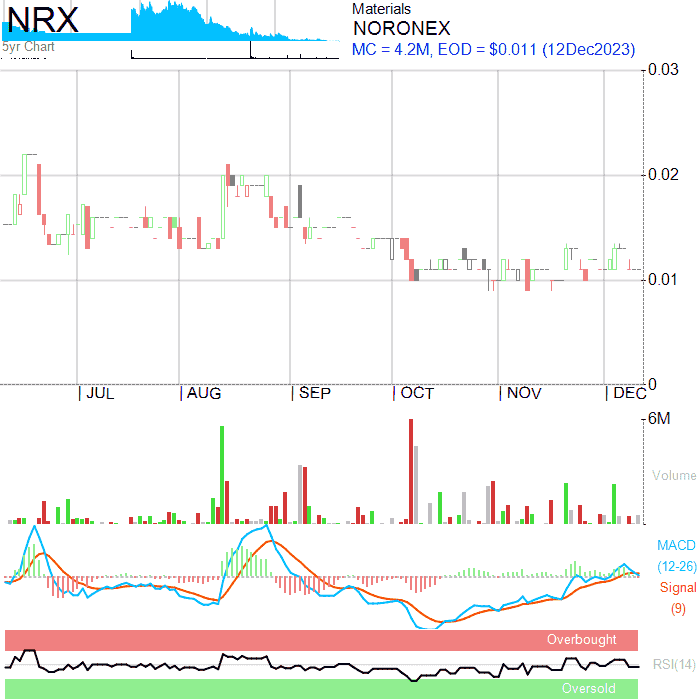 NRX
5yr Chart
Materials
NORONEX
MC = 4.2M, EOD = $0.011 (12Dec2023)
0.03
0.02
0.01
0
JUL AUG SEP OCT NOV DEC
6M
Volume
MACD
(12-26)
Signal
(9)
Overbought
RSI(14)
Oversold